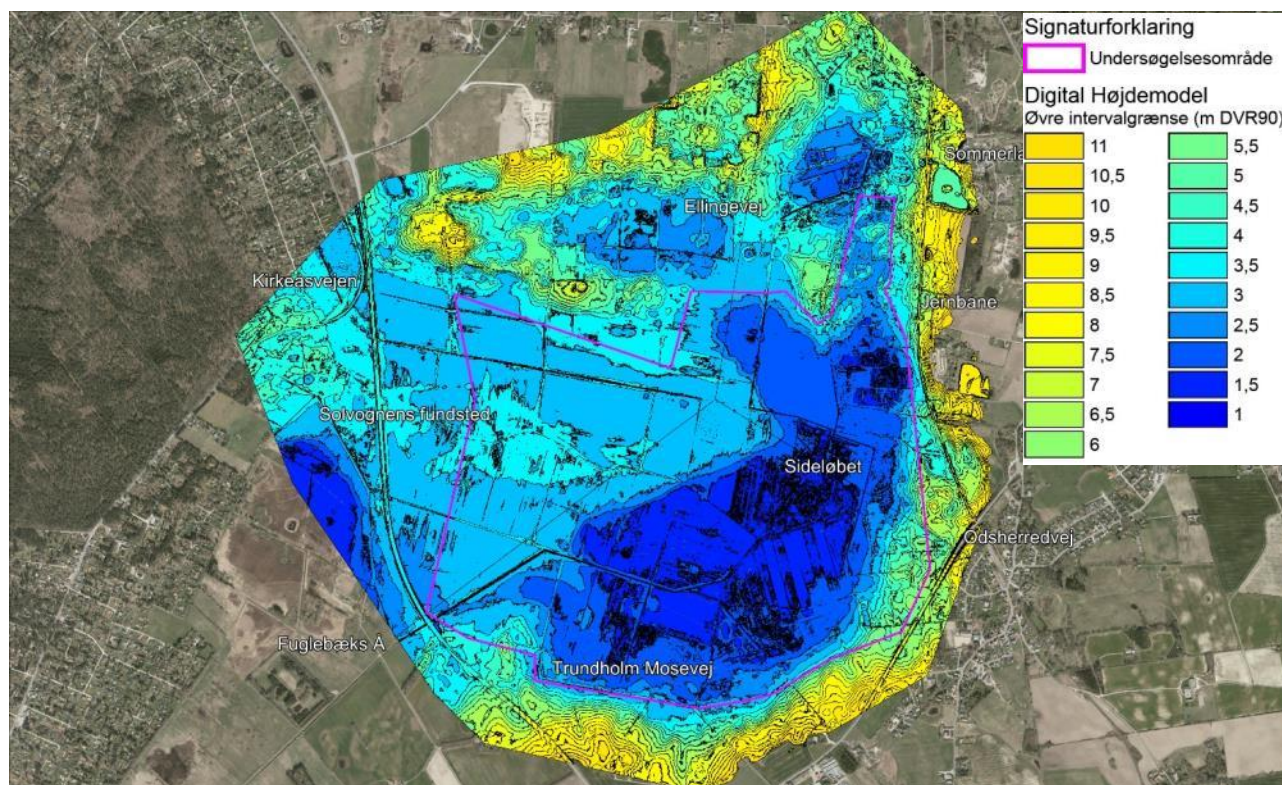 Signaturforklaring
Undersøgelsesområde
Digital Højdemodel
Øvre intervalgrænse (m DVR90)
11
10,5
10
9,5
9
8,5
8
7,5
7
6,5
6
5,5
5
4,5
4
3,5
3
2,5
2
1,5
1
Sommerla
Ellingevej
Kirkeåsvejen
Jernbane
Solvognens fundsted
Sideløbet
Odsherredvej
Fuglebæks Å
Trundholm Mosevej